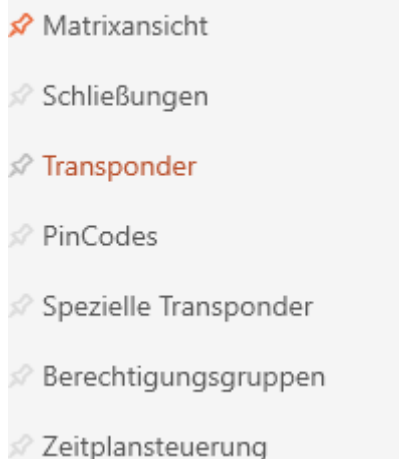 Matrixansicht
Schließungen
Transponder
PinCodes
Spezielle Transponder
Berechtigungsgruppen
Zeitplansteuerung